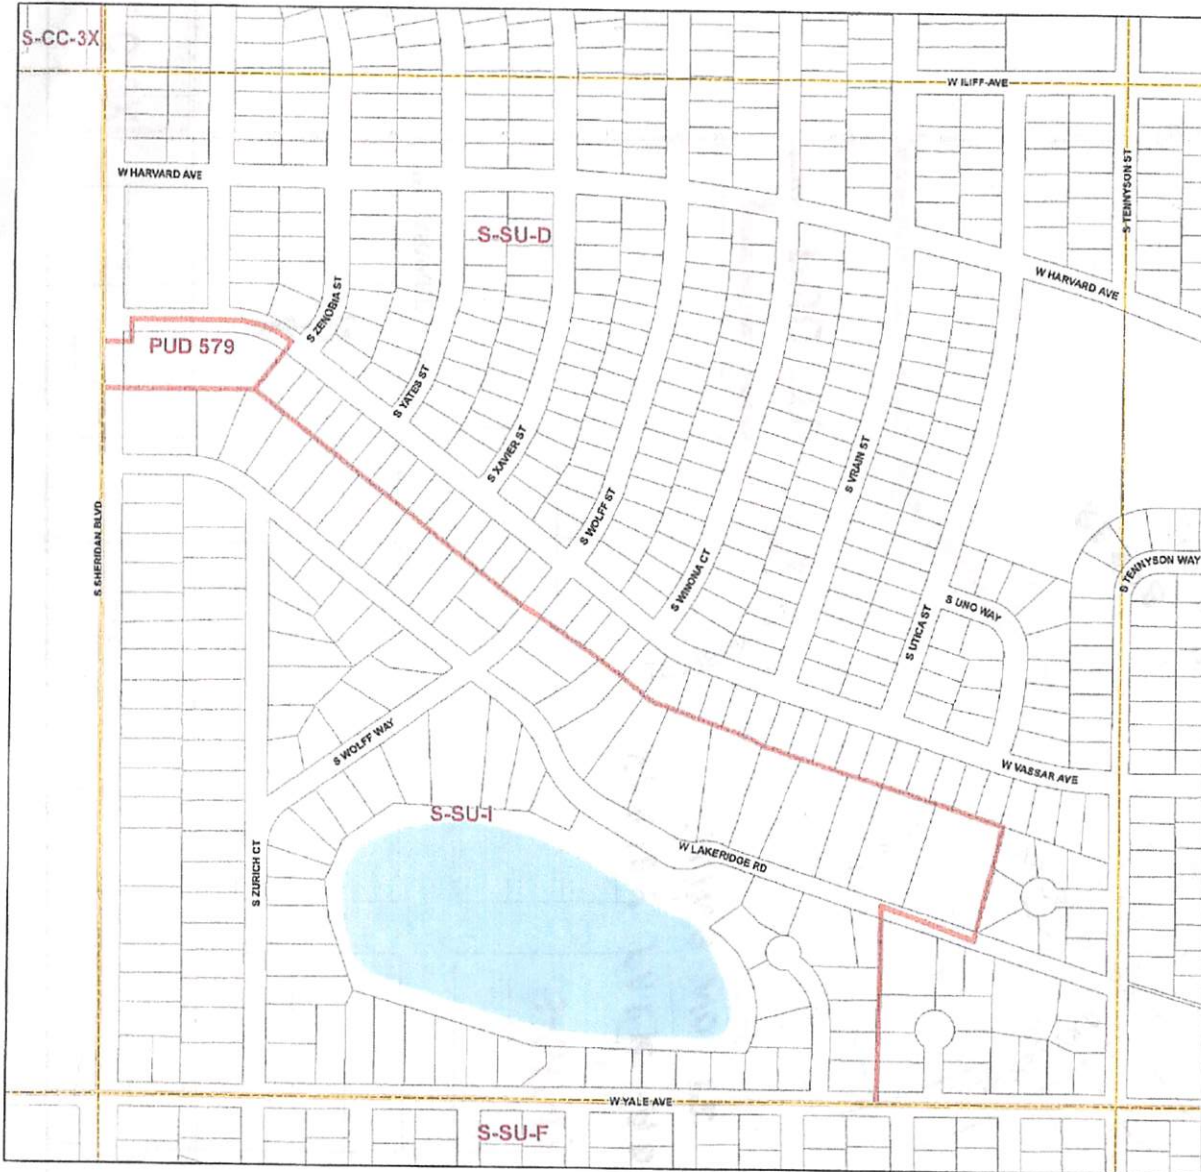 S-CC-3X
W ILIFF AVE
S TENNYSON ST
W HARVARD AVE
S-SU-D
W HARVARD AVE
S ZENOBIA ST
PUD 579
S YATES ST
S XAVIER ST
S VRAIN ST
S SHERIDAN BLVD
S WOLFF ST
S WINONA CT
S TENNYSON WAY
S UNO WAY
S UTICA ST
S WOLFF WAY
W VASSAR AVE
S-SU-I
W LAKERIDGE RD
S ZURICH CT
W YALE AVE
S-SU-F